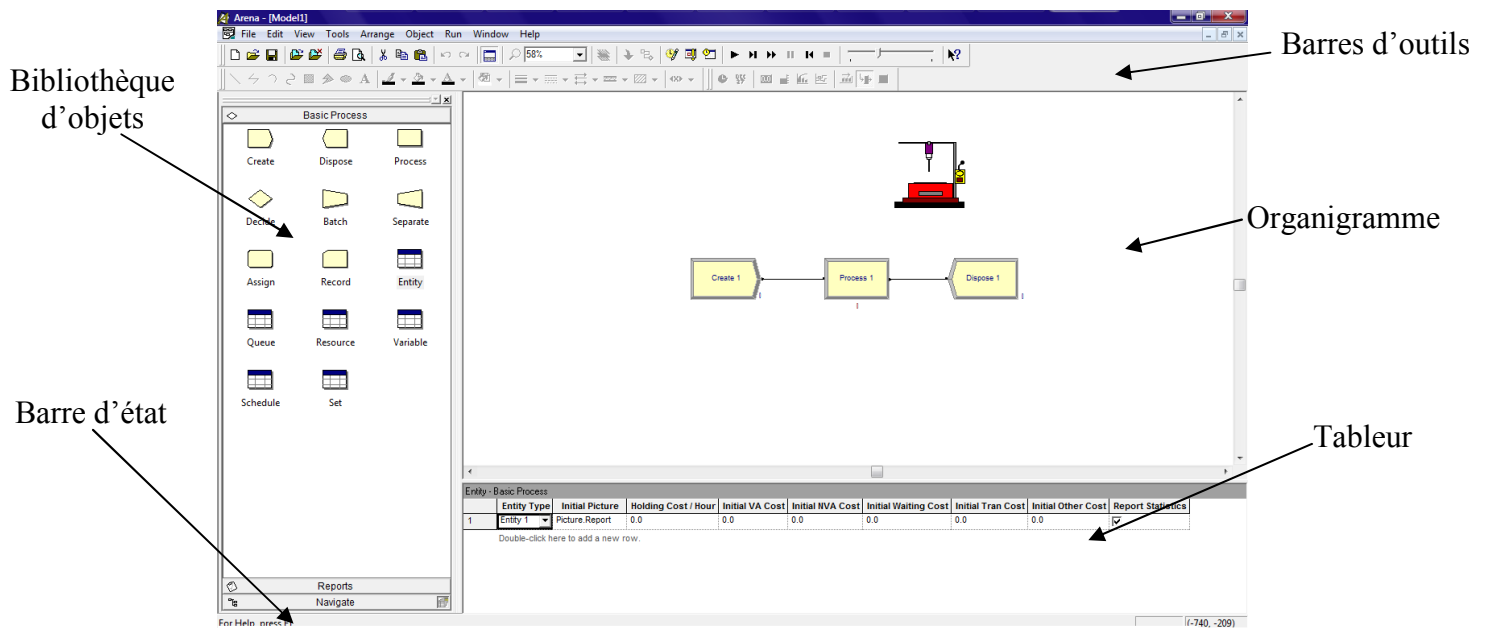 Arena - [Model1]
File Edit View Tools Arrange Object Run Window Help
58%
Barres d’outils
Bibliothèque
d’objets
Basic Process
Create Dispose Process
Decide Batch Separate
Assign Record Entity
Queue Resource Variable
Schedule Set
Organigramme
Create 1 Process 1 Dispose 1
Barre d’état
Tableur
Entity - Basic Process
Entity Type Initial Picture Holding Cost / Hour Initial VA Cost Initial NVA Cost Initial Waiting Cost Initial Tran Cost Initial Other Cost Report Statistics
1 Entity 1 Picture.Report 0.0 0.0 0.0 0.0 0.0 0.0
Double-click here to add a new row.
Reports
Navigate
For Help, press
(-740, -209)